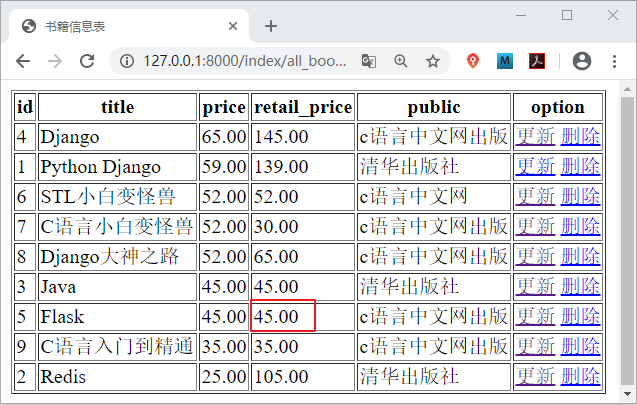 书籍信息表
127.0.0.1:8000/index/all_boo...
id title price retail_price public option
4 Django 65.00 145.00 c语言中文网出版 更新 删除
1 Python Django 59.00 139.00 清华出版社 更新 删除
6 STL小白变怪兽 52.00 52.00 c语言中文网 更新 删除
7 C语言小白变怪兽 52.00 30.00 c语言中文网出版 更新 删除
8 Django大神之路 52.00 65.00 c语言中文网出版 更新 删除
3 Java 45.00 45.00 清华出版社 更新 删除
5 Flask 45.00 45.00 c语言中文网出版 更新 删除
9 C语言入门到精通 35.00 35.00 c语言中文网出版 更新 删除
2 Redis 25.00 105.00 清华出版社 更新 删除